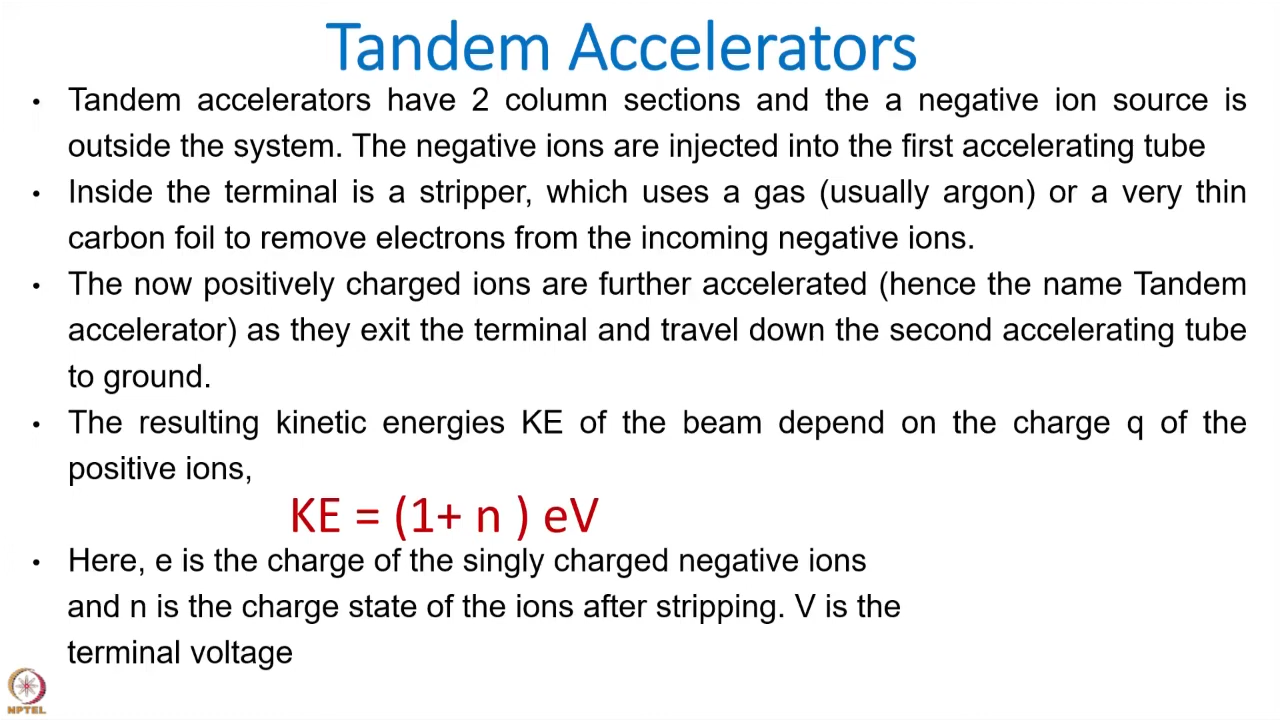 Tandem Accelerators
• Tandem accelerators have 2 column sections and the a negative ion source is
outside the system. The negative ions are injected into the first accelerating tube
• Inside the terminal is a stripper, which uses a gas (usually argon) or a very thin
carbon foil to remove electrons from the incoming negative ions.
• The now positively charged ions are further accelerated (hence the name Tandem
accelerator) as they exit the terminal and travel down the second accelerating tube
to ground.
• The resulting kinetic energies KE of the beam depend on the charge q of the
positive ions,
KE = (1+ n ) eV
• Here, e is the charge of the singly charged negative ions
and n is the charge state of the ions after stripping. V is the
terminal voltage
NPTEL